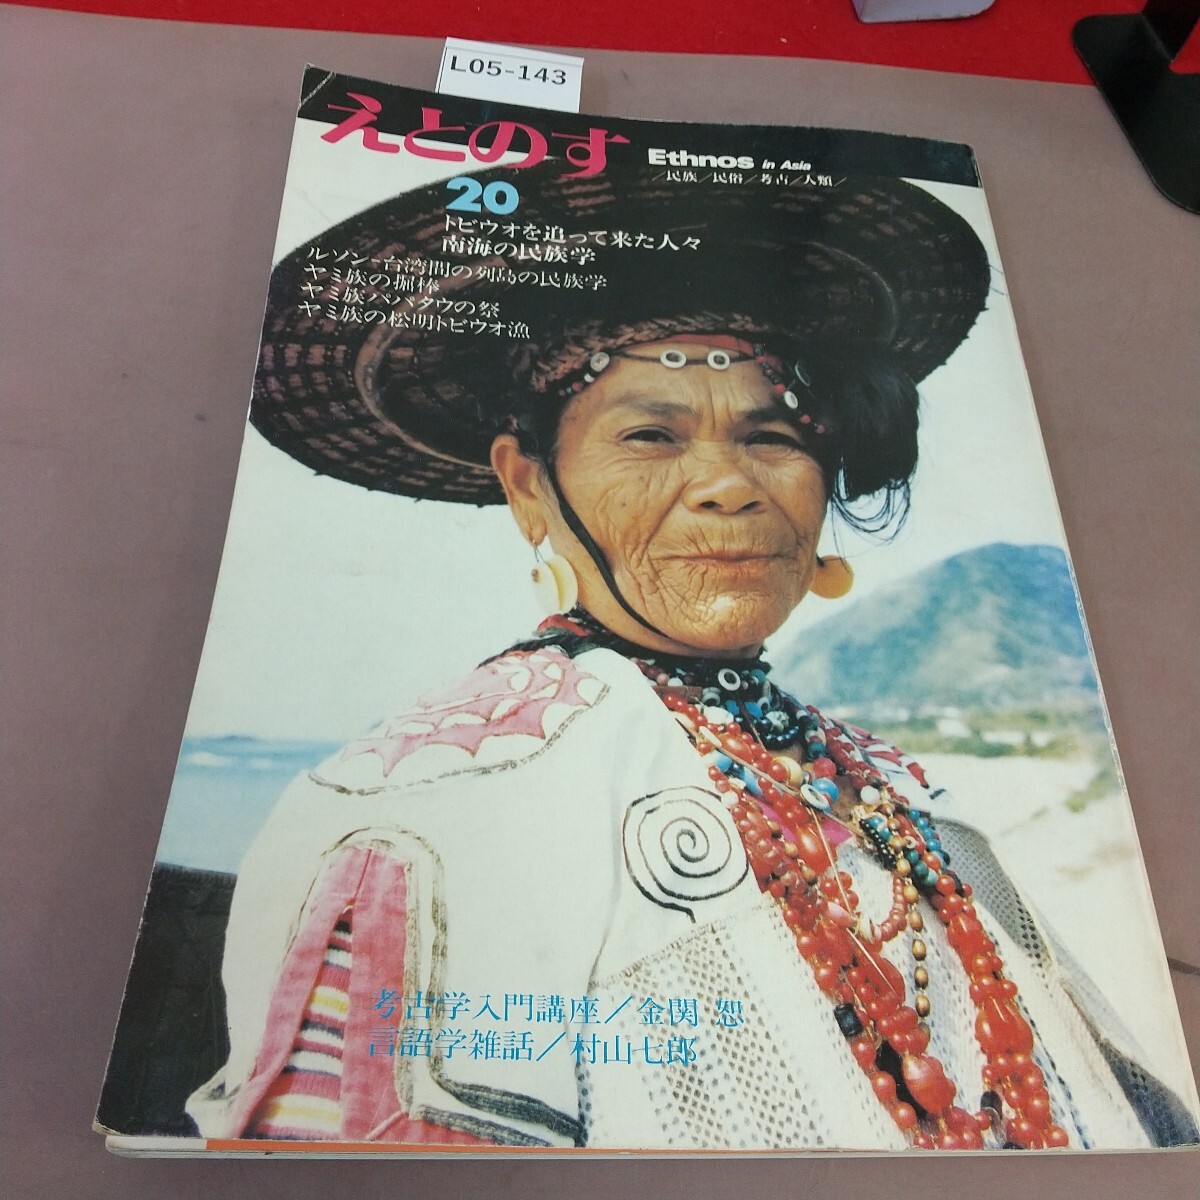 L05-143
えとのす
Ethnos in Asia
/民族/民俗/考古/人類/
20
トビウオを追って来た人々
南海の民族学
ルソン-台湾間の列島の民族学
ヤミ族の掘棒
ヤミ族パパタウの祭
ヤミ族の松明トビウオ漁
考古学入門講座/金関 恕
言語学雑話/村山七郎